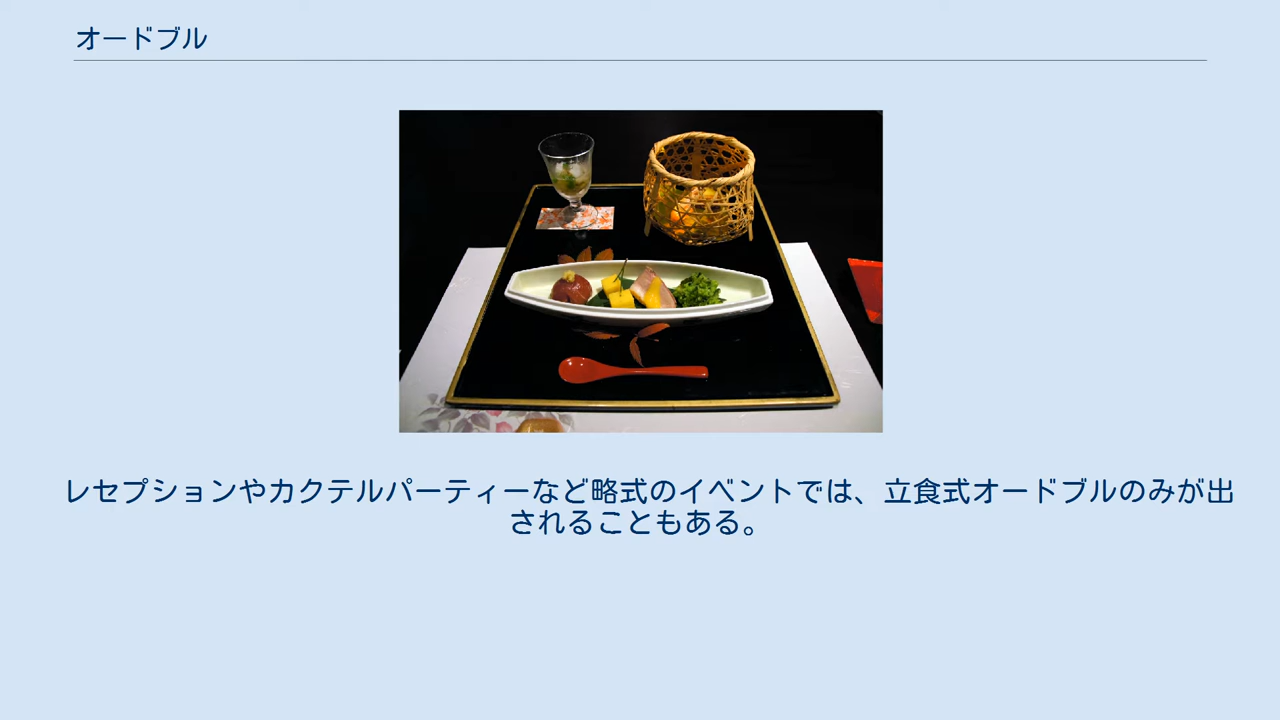 オードブル
レセプションやカクテルパーティーなど略式のイベントでは、立食式オードブルのみが出
されることもある。